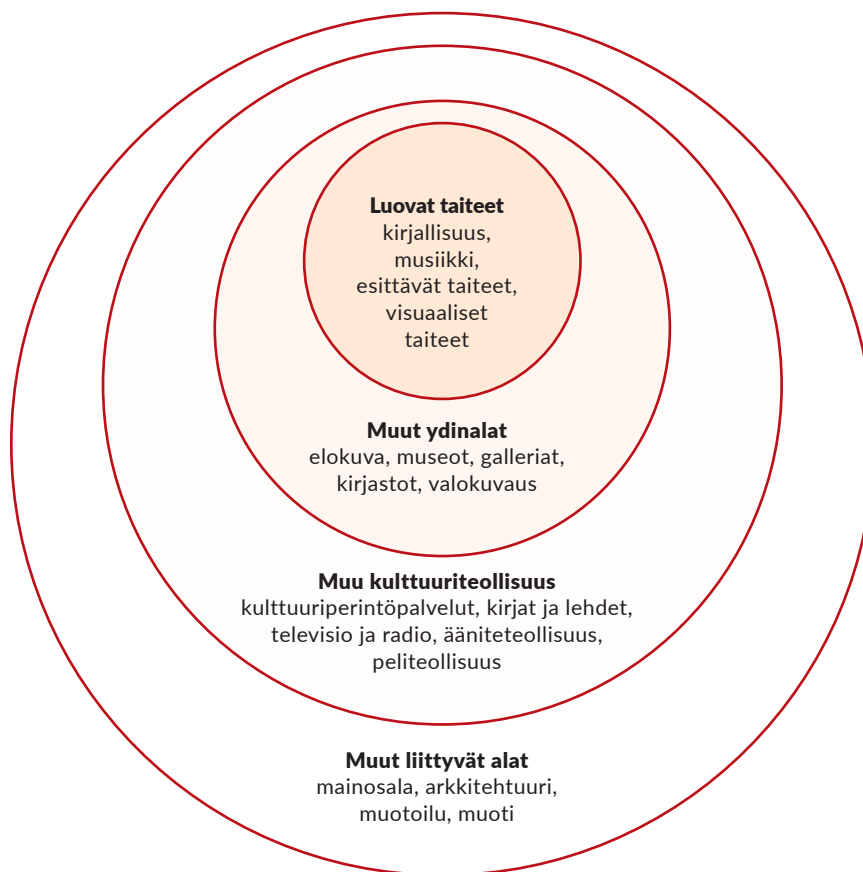 Luovat taiteet
kirjallisuus,
musiikki,
esittävät taiteet,
visuaaliset
taiteet
Muut ydinalat
elokuva, museot, galleriat,
kirjastot, valokuvaus
Muu kulttuuriteollisuus
kulttuuriperintöpalvelut, kirjat ja lehdet,
televisio ja radio, ääniteteollisuus,
peliteollisuus
Muut liittyvät alat
mainosala, arkkitehtuuri,
muotoilu, muoti